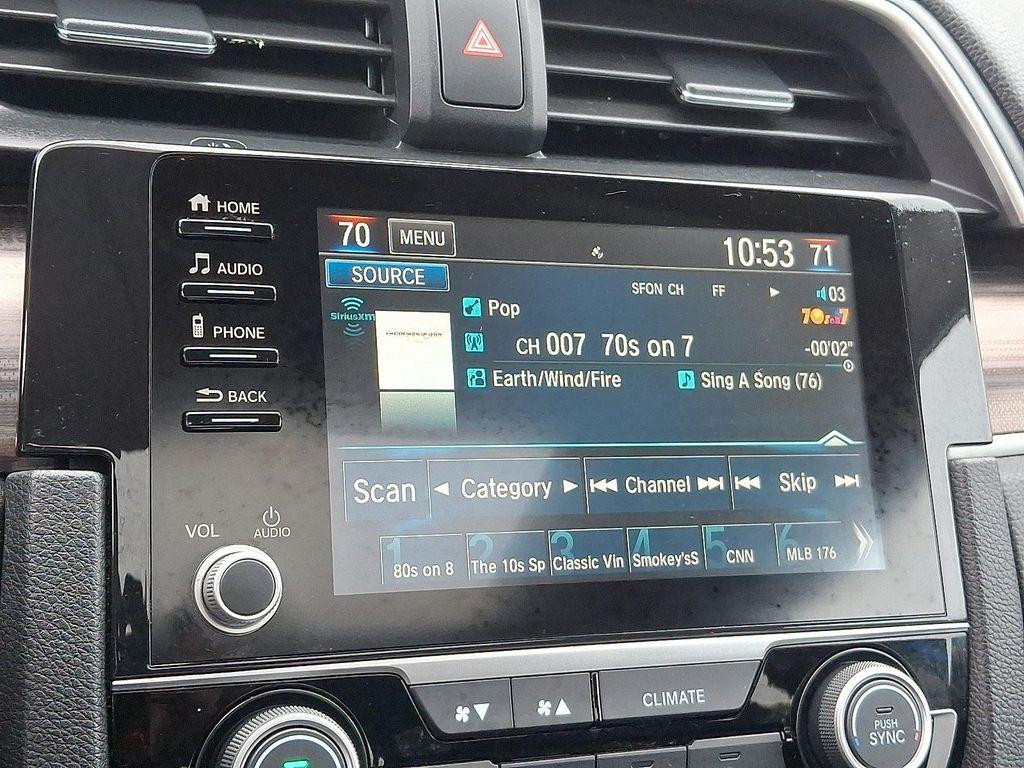 HOME
70 MENU 10:53 71
AUDIO
SOURCE
SFON CH FF 03
SiriusXM
Pop
70s on 7
PHONE
CH 007 70s on 7 -00'02"
Earth/Wind/Fire Sing A Song (76)
BACK
Scan Category Channel Skip
VOL AUDIO
1 80s on 8
2 The 10s Sp
3 Classic Vin
4 Smokey'sS
5 CNN
6 MLB 176
CLIMATE
PUSH
SYNC